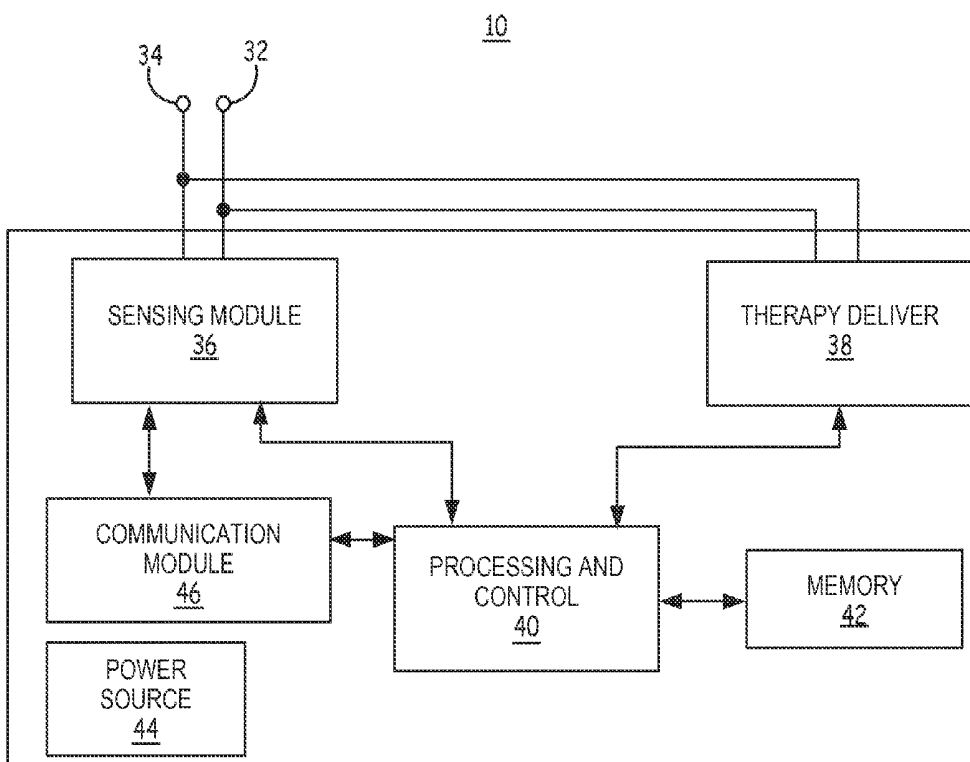 10
34
32
SENSING MODULE
36
THERAPY DELIVER
38
COMMUNICATION
MODULE
46
PROCESSING AND
CONTROL
40
MEMORY
42
POWER
SOURCE
44